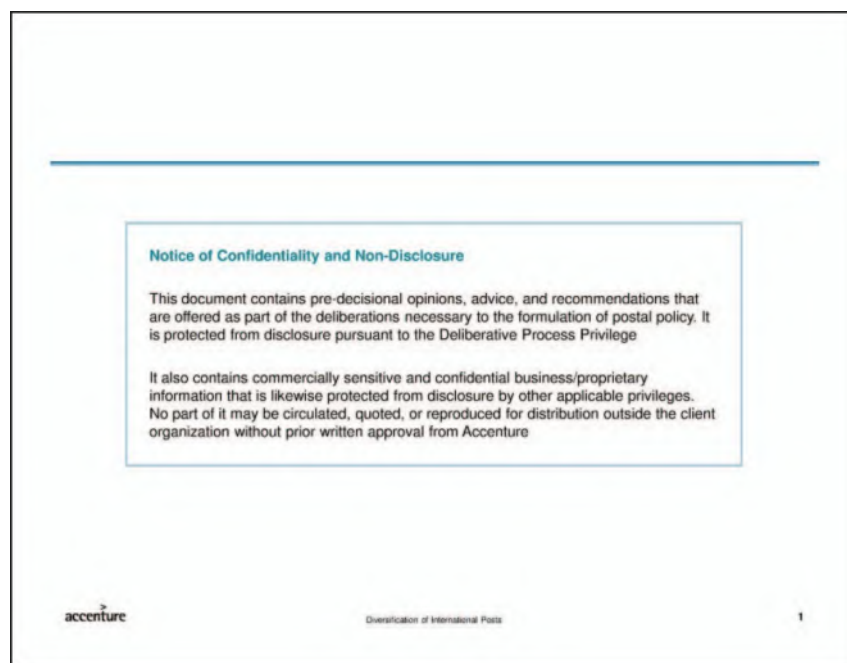 Notice of Confidentiality and Non-Disclosure
This document contains pre-decisional opinions, advice, and recommendations that
are offered as part of the deliberations necessary to the formulation of postal policy. It
is protected from disclosure pursuant to the Deliberative Process Privilege
It also contains commercially sensitive and confidential business/proprietary
information that is likewise protected from disclosure by other applicable privileges.
No part of it may be circulated, quoted, or reproduced for distribution outside the client
organization without prior written approval from Accenture
accenture
Diversification of International Posts
1